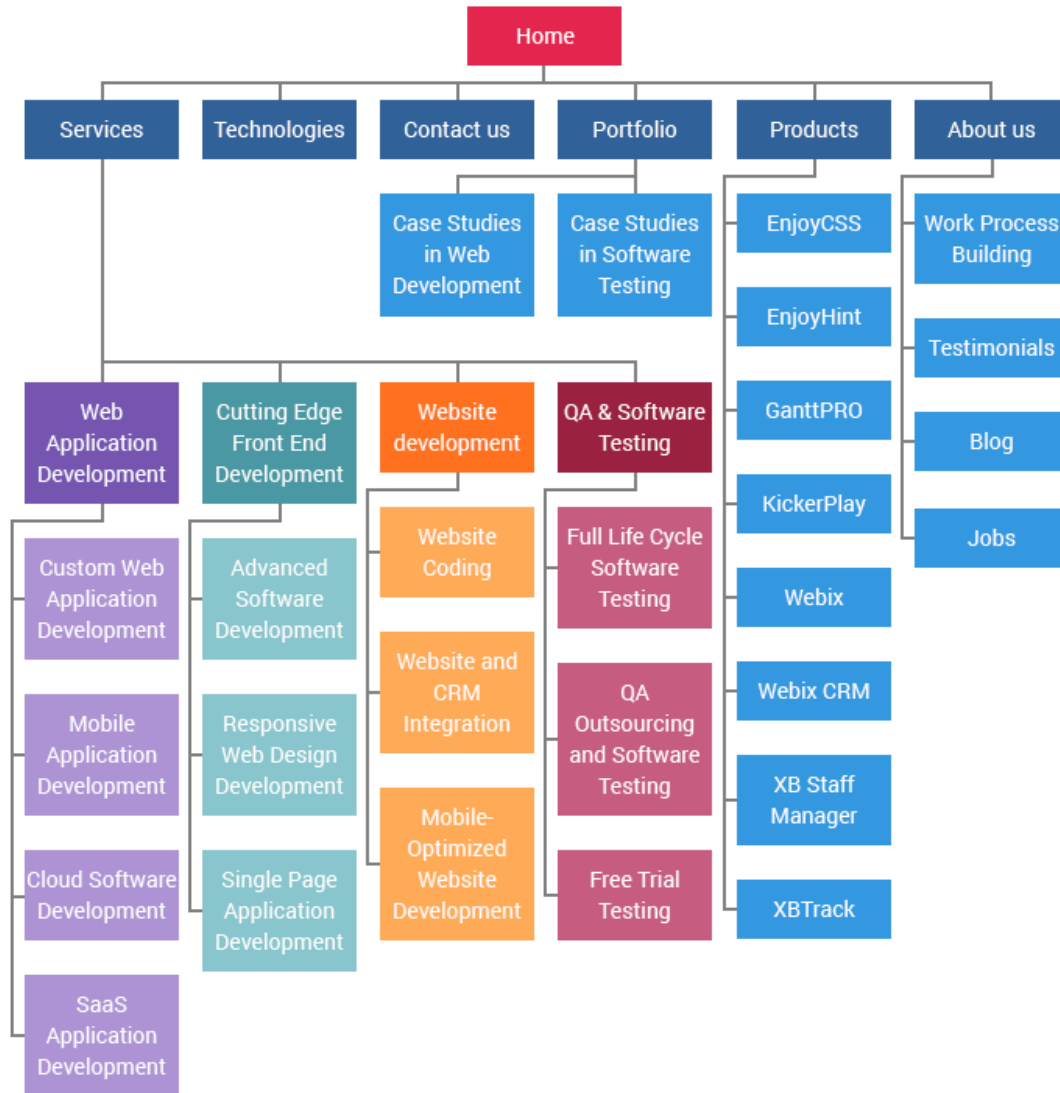 Home
Services
Technologies
Contact us
Portfolio
Products
About us
Case Studies
in Web
Development
Case Studies
in Software
Testing
EnjoyCSS
EnjoyHint
GanttPRO
KickerPlay
Webix
Webix CRM
XB Staff
Manager
XBTrack
Work Process
Building
Testimonials
Blog
Jobs
Web
Application
Development
Custom Web
Application
Development
Mobile
Application
Development
Cloud Software
Development
SaaS
Application
Development
Cutting Edge
Front End
Development
Advanced
Software
Development
Responsive
Web Design
Development
Single Page
Application
Development
Website
development
Website
Coding
Website and
CRM
Integration
Mobile-
Optimized
Website
Development
QA & Software
Testing
Full Life Cycle
Software
Testing
QA
Outsourcing
and Software
Testing
Free Trial
Testing